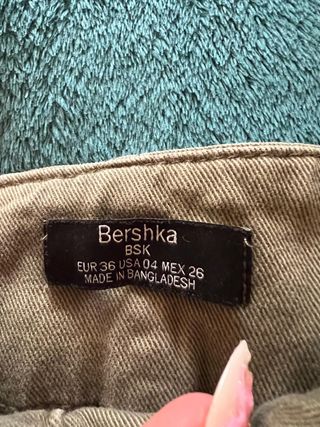 Bershka
BSK
EUR 36 USA 04 MEX 26
MADE IN BANGLADESH